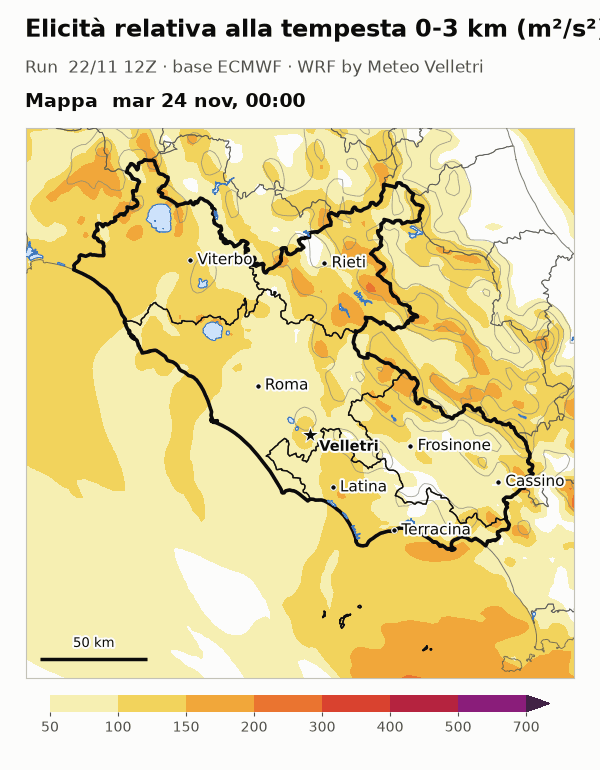 Elicità relativa alla tempesta 0-3 km (m²/s²)
Run 22/11 12Z · base ECMWF · WRF by Meteo Velletri
Mappa mar 24 nov, 00:00
Viterbo
Rieti
Roma
Velletri
Frosinone
Latina
Cassino
Terracina
50 km
50 100 150 200 300 400 500 700